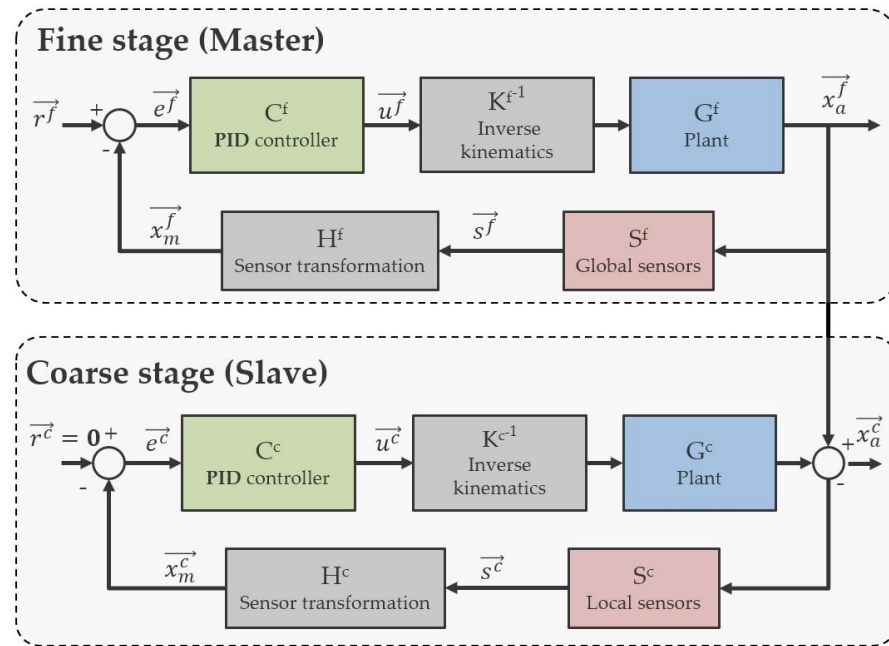 Fine stage (Master)
r^f
+
-
e^f
C^f
PID controller
u^f
K^f-1
Inverse
kinematics
G^f
Plant
x_a^f
x_m^f
H^f
Sensor transformation
s^f
S^f
Global sensors
Coarse stage (Slave)
r^c = 0
+
-
e^c
C^c
PID controller
u^c
K^c-1
Inverse
kinematics
G^c
Plant
+
-
x_a^c
x_m^c
H^c
Sensor transformation
s^c
S^c
Local sensors